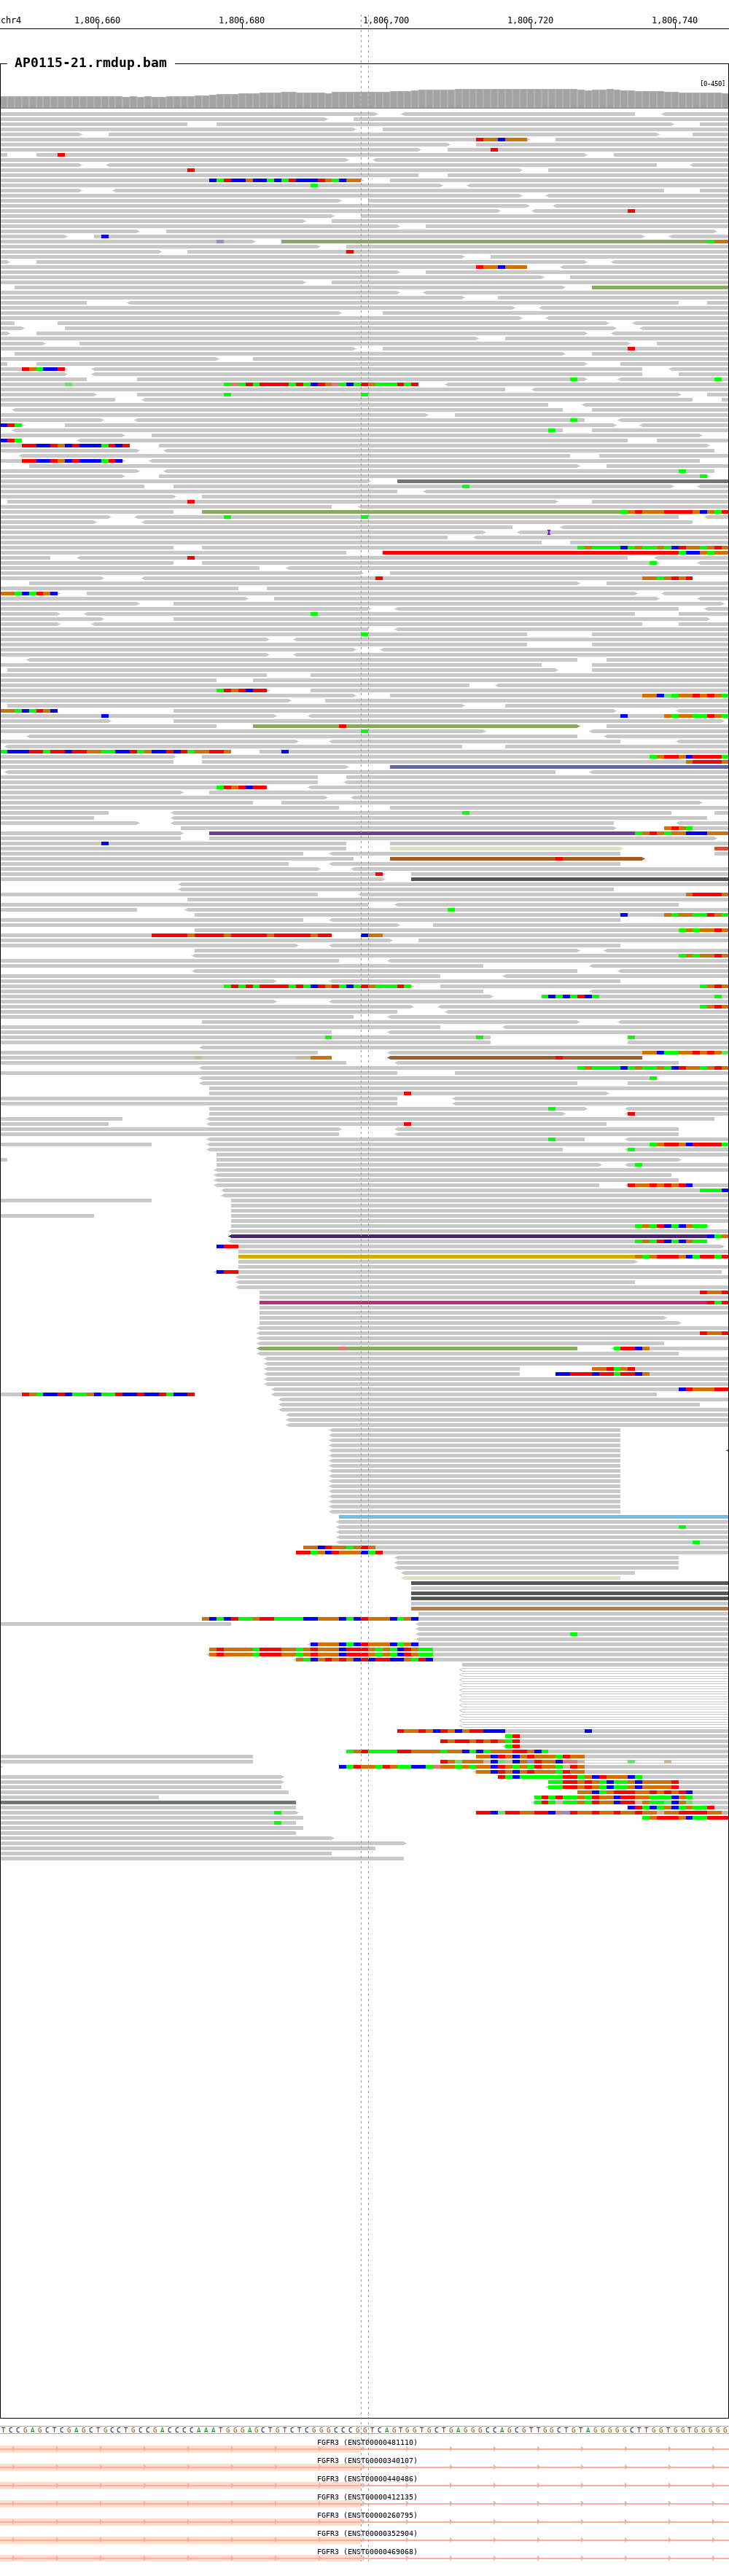 chr4 1,806,660 1,806,680 1,806,700 1,806,720 1,806,740
AP0115-21.rmdup.bam
[0-450]
I
TCCGAGCTCGAGCTGCCTGCCGACCCCAAATGGGAGCTGTCTCGGGCCCGGTCAGTGGTGCTGAGGGCCAGCGTTGGCTGTAGGGGGCTTGGTGGTGGGGG
FGFR3 (ENST00000481110)
FGFR3 (ENST00000340107)
FGFR3 (ENST00000440486)
FGFR3 (ENST00000412135)
FGFR3 (ENST00000260795)
FGFR3 (ENST00000352904)
FGFR3 (ENST00000469068)